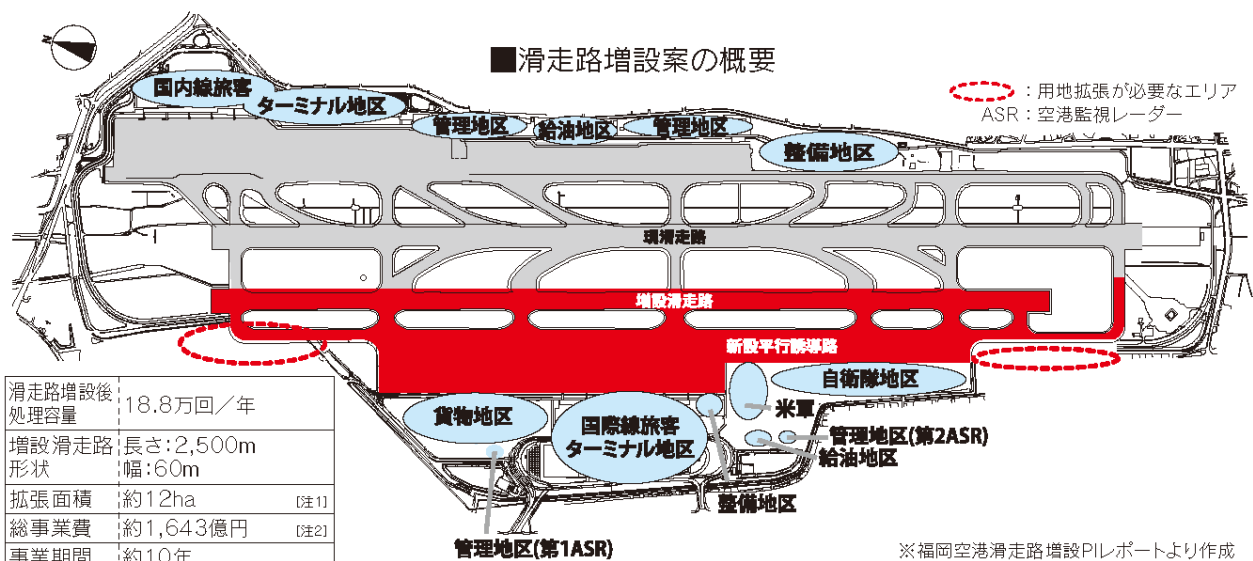 N
■滑走路増設案の概要
：用地拡張が必要なエリア
ASR：空港監視レーダー
国内線旅客
ターミナル地区
管理地区
給油地区
管理地区
整備地区
現滑走路
増設滑走路
新設平行誘導路
自衛隊地区
米軍
貨物地区
国際線旅客
ターミナル地区
管理地区(第2ASR)
給油地区
整備地区
管理地区(第1ASR)
滑走路増設後
処理容量
18.8万回／年
増設滑走路
形状
長さ：2,500m
幅：60m
拡張面積 約12ha [注1]
総事業費 約1,643億円 [注2]
事業期間 約10年
※福岡空港滑走路増設PIレポートより作成